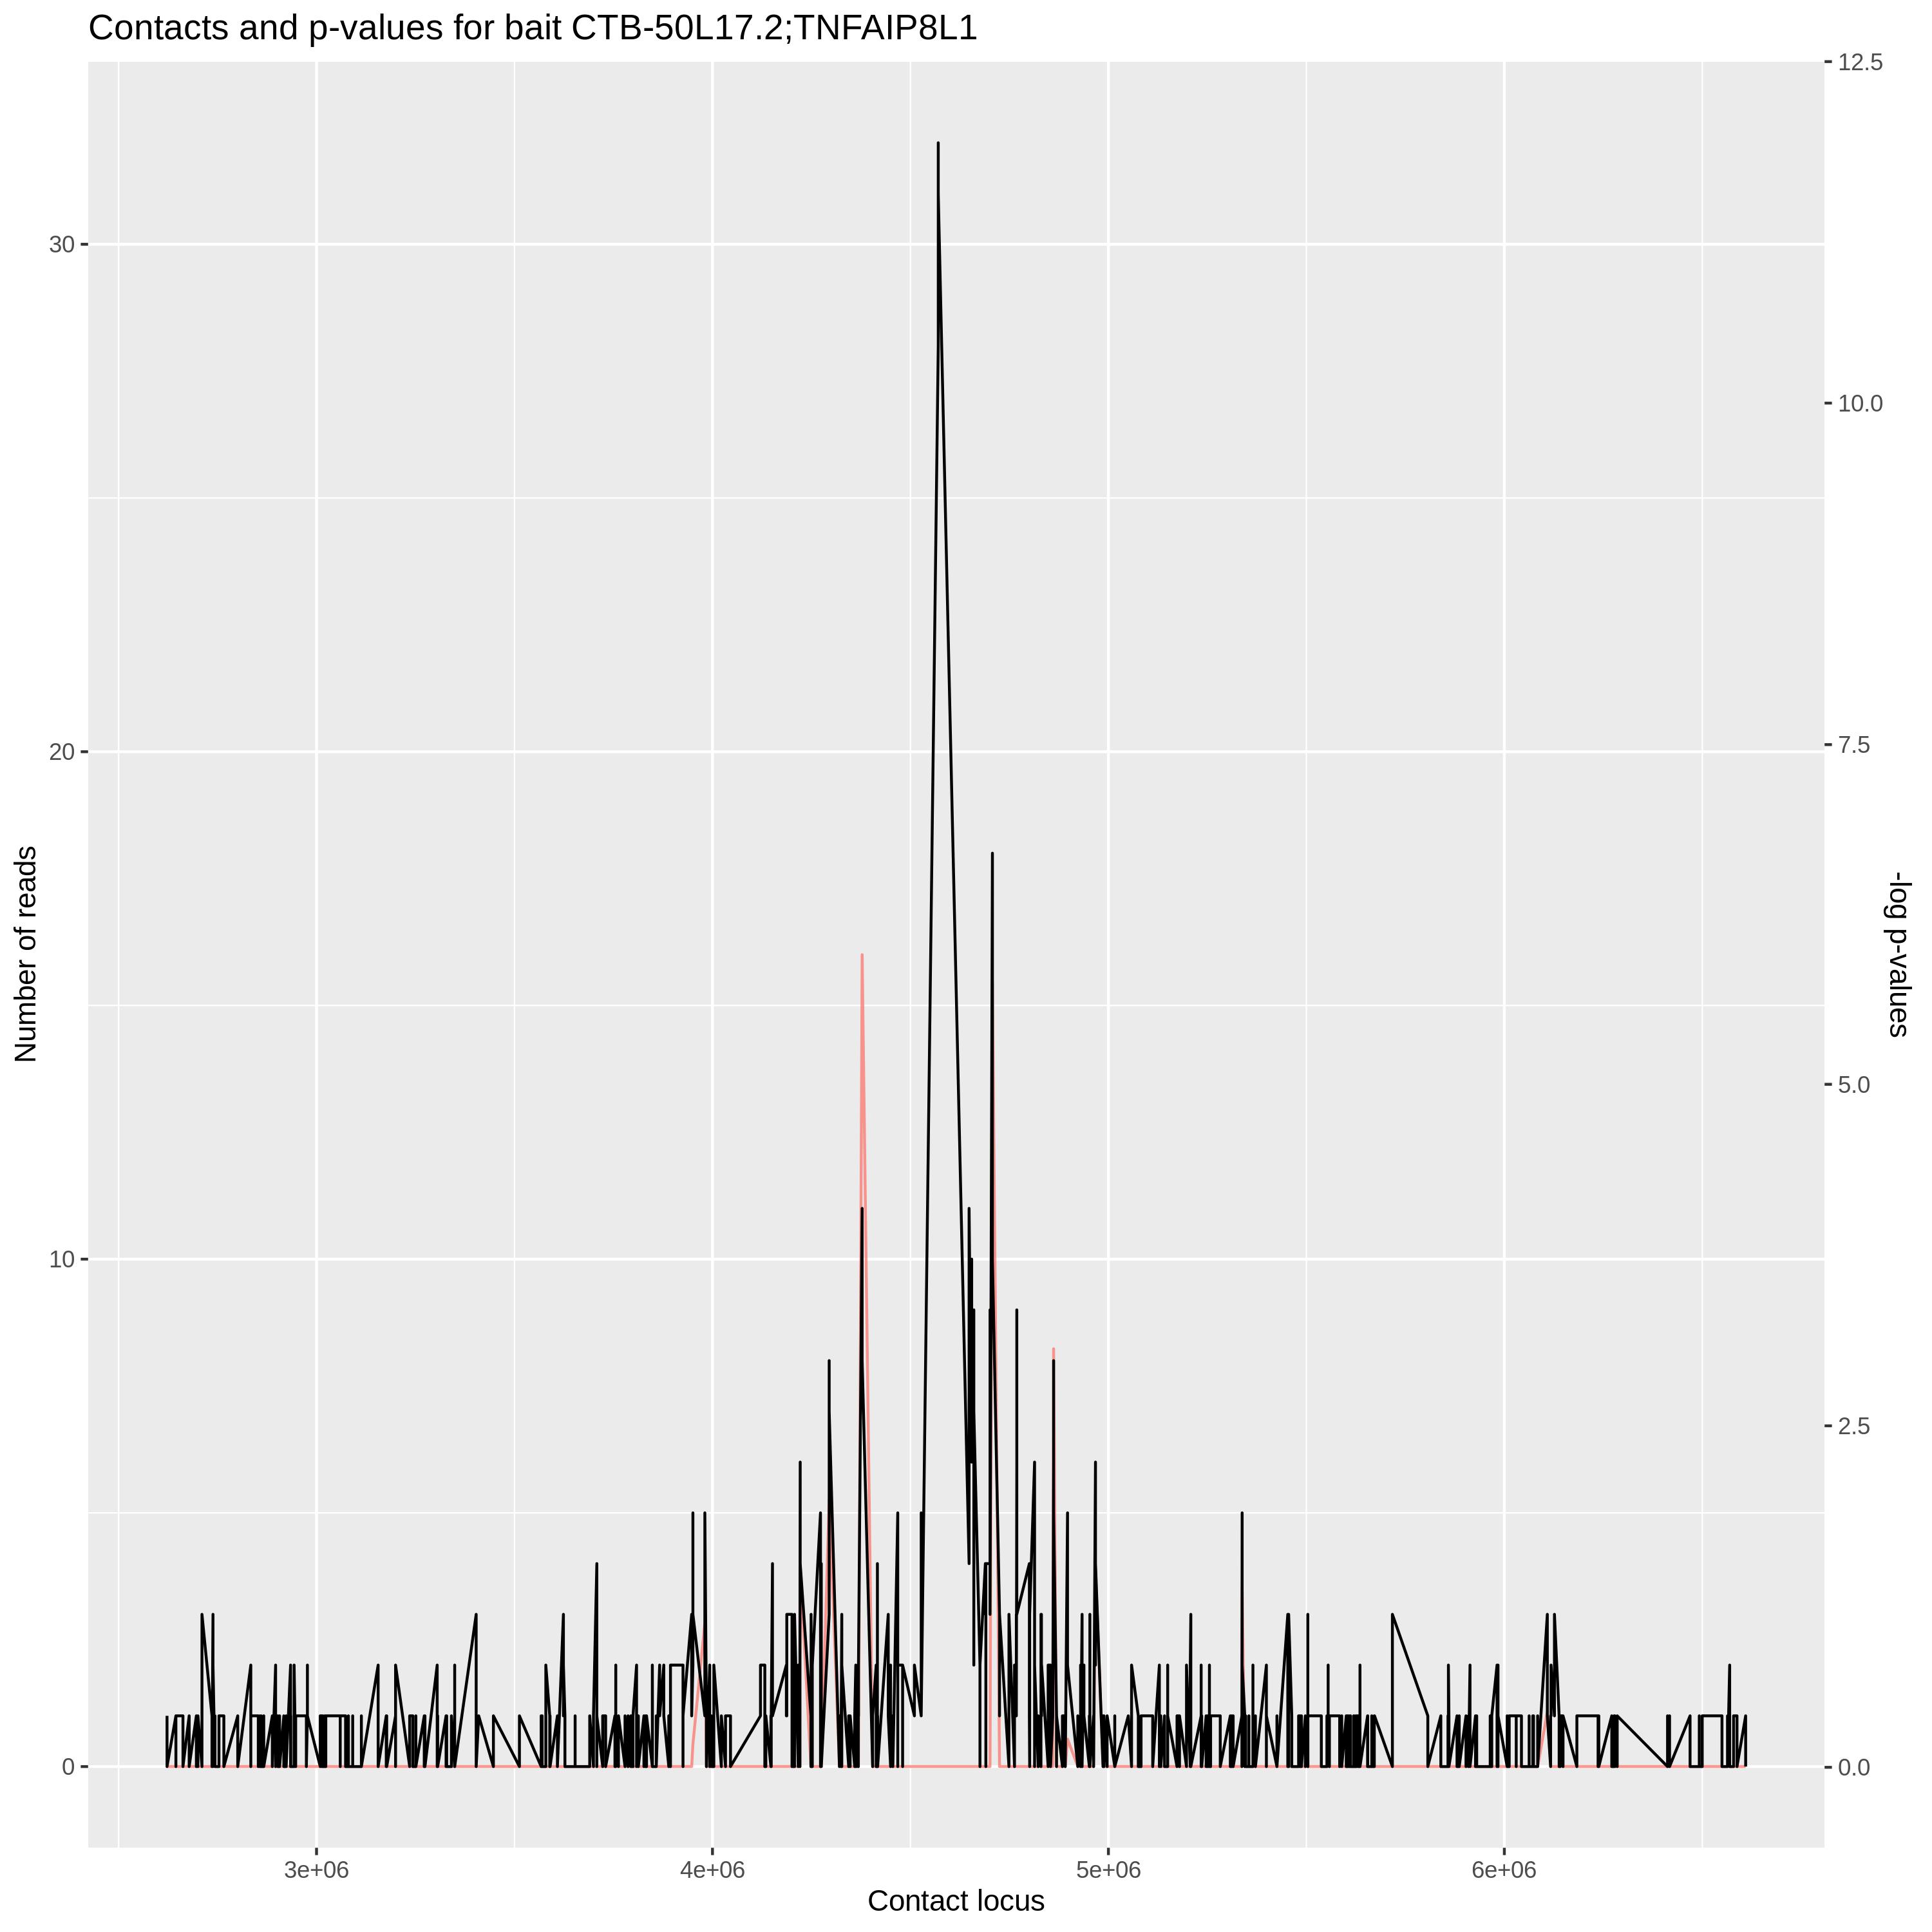 Contacts and p-values for bait CTB-50L17.2;TNFAIP8L1
12.5
30
10.0
20
7.5
Number of reads
-log p-values
5.0
10
2.5
0
0.0
3e+06
4e+06
5e+06
6e+06
Contact locus